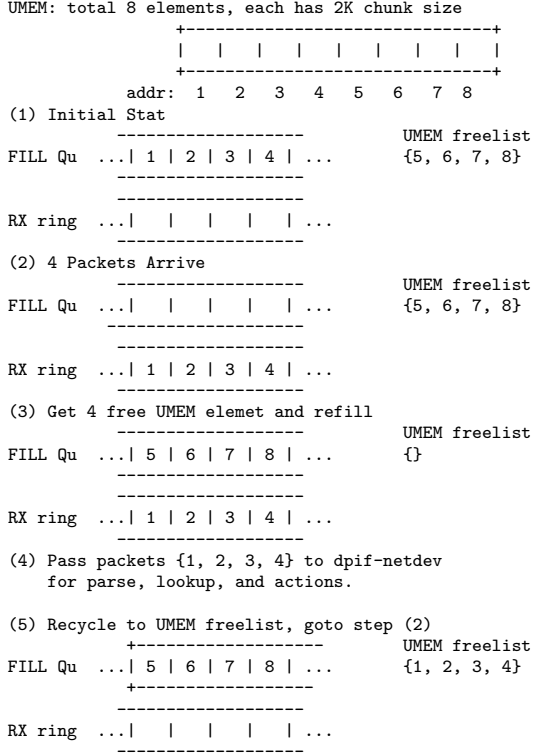 UMEM: total 8 elements, each has 2K chunk size
+--------------------------------+
|   |   |   |   |   |   |   |   |
+--------------------------------+
addr:  1   2   3   4   5   6   7  8
(1) Initial Stat
-------------------          UMEM freelist
FILL Qu  ...| 1 | 2 | 3 | 4 | ...       {5, 6, 7, 8}
-------------------
-------------------
RX ring  ...|   |   |   |   | ...
-------------------
(2) 4 Packets Arrive
-------------------          UMEM freelist
FILL Qu  ...|   |   |   |   | ...       {5, 6, 7, 8}
--------------------
-------------------
RX ring  ...| 1 | 2 | 3 | 4 | ...
-------------------
(3) Get 4 free UMEM elemet and refill
-------------------          UMEM freelist
FILL Qu  ...| 5 | 6 | 7 | 8 | ...       {}
-------------------
-------------------
RX ring  ...| 1 | 2 | 3 | 4 | ...
-------------------
(4) Pass packets {1, 2, 3, 4} to dpif-netdev
for parse, lookup, and actions.
(5) Recycle to UMEM freelist, goto step (2)
+-------------------        UMEM freelist
FILL Qu  ...| 5 | 6 | 7 | 8 | ...       {1, 2, 3, 4}
+------------------
-------------------
RX ring  ...|   |   |   |   | ...
-------------------